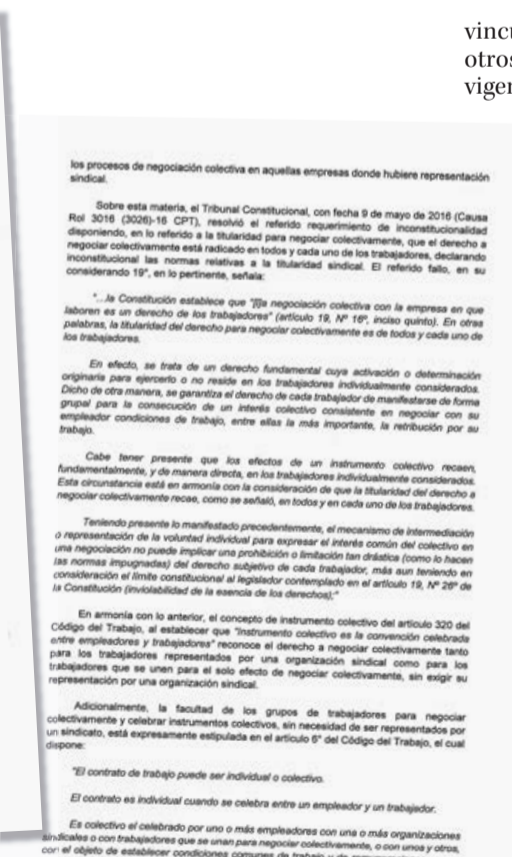 vincu
otros
vigen
los procesos de negociación colectiva en aquellas empresas donde hubiere representación
sindical.
Sobre esta materia, el Tribunal Constitucional, con fecha 9 de mayo de 2016 (Causa
Rol 3016 (3026)-16 CPT), resolvió el referido requerimiento de inconstitucionalidad
disponiendo, en lo referido a la titularidad para negociar colectivamente, que el derecho a
negociar colectivamente está radicado en todos y cada uno de los trabajadores, declarando
inconstitucional las normas relativas a la titularidad sindical. El referido fallo, en su
considerando 19°, en lo pertinente, señala:
"...la Constitución establece que "[l]a negociación colectiva con la empresa en que
laboren es un derecho de los trabajadores" (artículo 19, N° 16°, inciso quinto). En otras
palabras, la titularidad del derecho para negociar colectivamente es de todos y cada uno de
los trabajadores.
En efecto, se trata de un derecho fundamental cuya activación o determinación
originaria para ejercerlo o no reside en los trabajadores individualmente considerados.
Dicho de otra manera, se garantiza el derecho de cada trabajador de manifestarse de forma
grupal para la consecución de un interés colectivo consistente en negociar con su
empleador condiciones de trabajo, entre ellas la más importante, la retribución por su
trabajo.
Cabe tener presente que los efectos de un instrumento colectivo recaen,
fundamentalmente, y de manera directa, en los trabajadores individualmente considerados.
Esta circunstancia está en armonía con la consideración de que la titularidad del derecho a
negociar colectivamente recae, como se señaló, en todos y en cada uno de los trabajadores.
Teniendo presente lo manifestado precedentemente, el mecanismo de intermediación
o representación de la voluntad individual para expresar el interés común del colectivo en
una negociación no puede implicar una prohibición o limitación tan drástica (como lo hacen
las normas impugnadas) del derecho subjetivo de cada trabajador, más aun teniendo en
consideración el límite constitucional al legislador contemplado en el artículo 19, N° 26° de
la Constitución (inviolabilidad de la esencia de los derechos);"
En armonía con lo anterior, el concepto de instrumento colectivo del artículo 320 del
Código del Trabajo, al establecer que "Instrumento colectivo es la convención celebrada
entre empleadores y trabajadores" reconoce el derecho a negociar colectivamente tanto
para los trabajadores representados por una organización sindical como para los
trabajadores que se unen para el solo efecto de negociar colectivamente, sin exigir su
representación por una organización sindical.
Adicionalmente, la facultad de los grupos de trabajadores para negociar
colectivamente y celebrar instrumentos colectivos, sin necesidad de ser representados por
un sindicato, está expresamente estipulada en el artículo 6° del Código del Trabajo, el cual
dispone:
"El contrato de trabajo puede ser individual o colectivo.
El contrato es individual cuando se celebra entre un empleador y un trabajador.
Es colectivo el celebrado por uno o más empleadores con una o más organizaciones
sindicales o con trabajadores que se unan para negociar colectivamente, o con unos y otros,
con el objeto de establecer condiciones comunes de trabajo y de